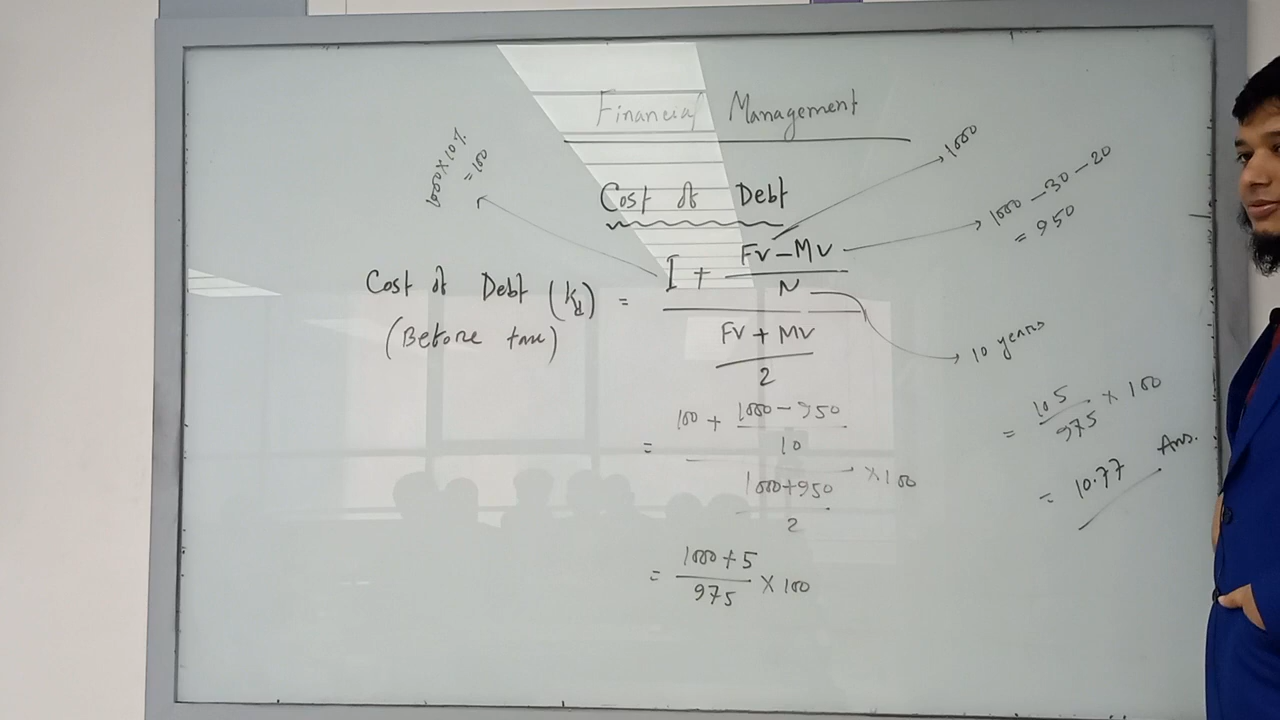 Financial Management
Cost of Debt
1000×10%
= 100
1000
1000 - 30 - 20
= 950
Cost of Debt (Kd) = I + Fv - Mv
N
(Before tax)
Fv + Mv
2
10 years
= 100 + 1000 - 950
10
1000+950
2
×100
= 1000 + 5
975 × 100
= 105
975 × 100
= 10.77 Ans.